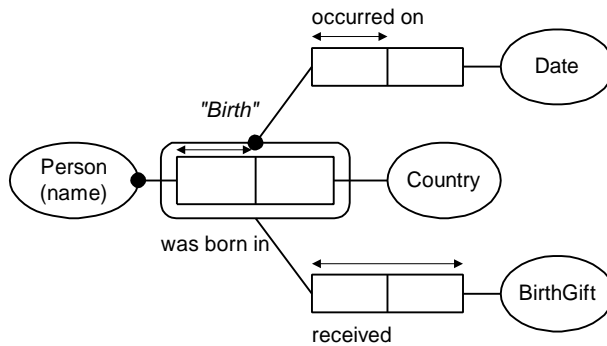 occurred on
Date
"Birth"
Person
(name)
Country
was born in
BirthGift
received